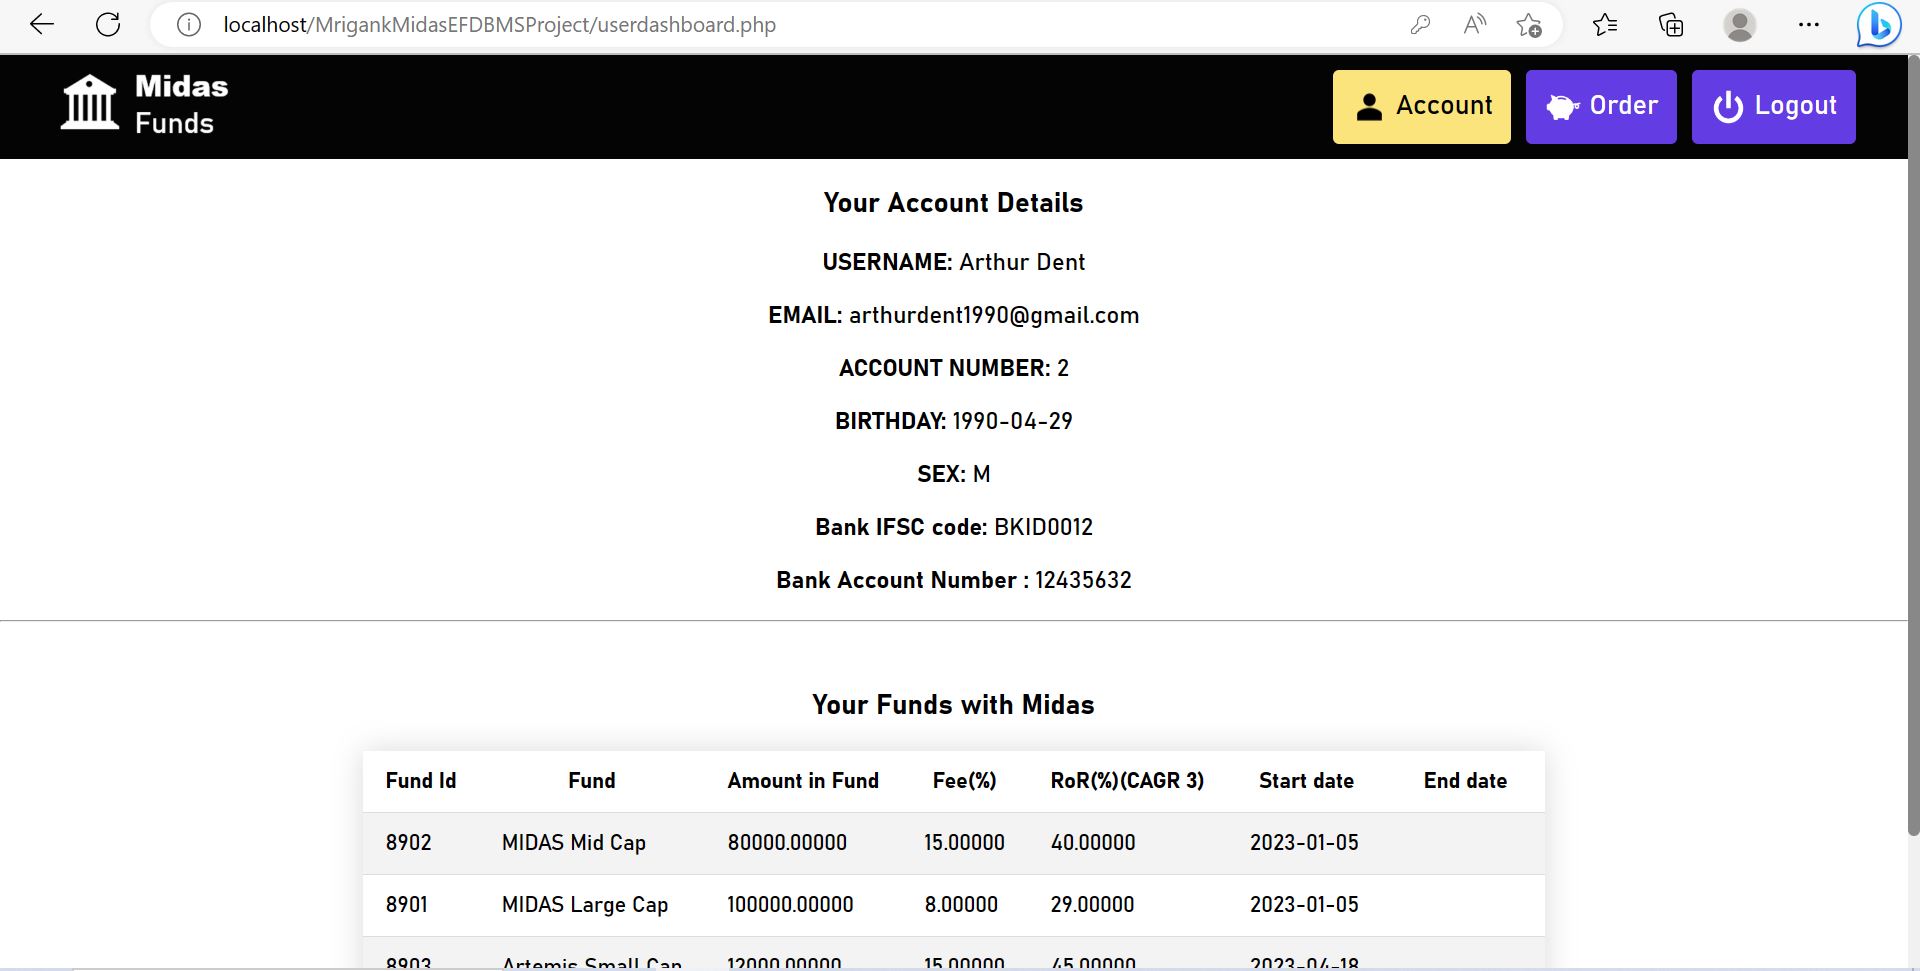 localhost/MrigankMidasEFDBMSProject/userdashboard.php
Midas
Funds
Account
Order
Logout
Your Account Details
USERNAME: Arthur Dent
EMAIL: arthurdent1990@gmail.com
ACCOUNT NUMBER: 2
BIRTHDAY: 1990-04-29
SEX: M
Bank IFSC code: BKID0012
Bank Account Number : 12435632
Your Funds with Midas
Fund Id Fund Amount in Fund Fee(%) RoR(%)(CAGR 3) Start date End date
8902 MIDAS Mid Cap 80000.00000 15.00000 40.00000 2023-01-05
8901 MIDAS Large Cap 100000.00000 8.00000 29.00000 2023-01-05
8903 Artemis Small Cap 12000.00000 15.00000 45.00000 2023-04-18